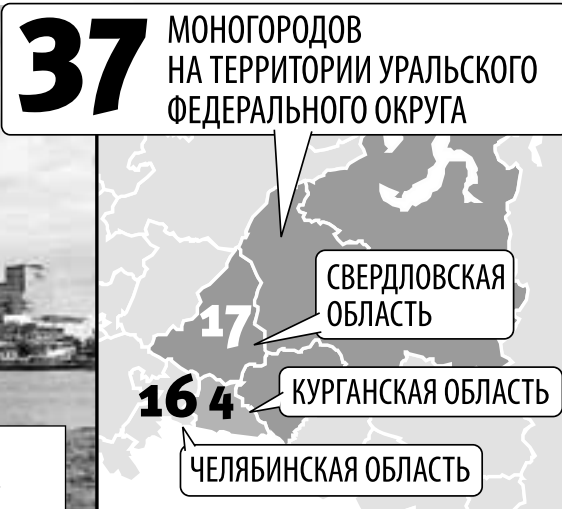 37
МОНОГОРОДОВ
НА ТЕРРИТОРИИ УРАЛЬСКОГО
ФЕДЕРАЛЬНОГО ОКРУГА
СВЕРДЛОВСКАЯ
ОБЛАСТЬ
17
16 4
КУРГАНСКАЯ ОБЛАСТЬ
ЧЕЛЯБИНСКАЯ ОБЛАСТЬ